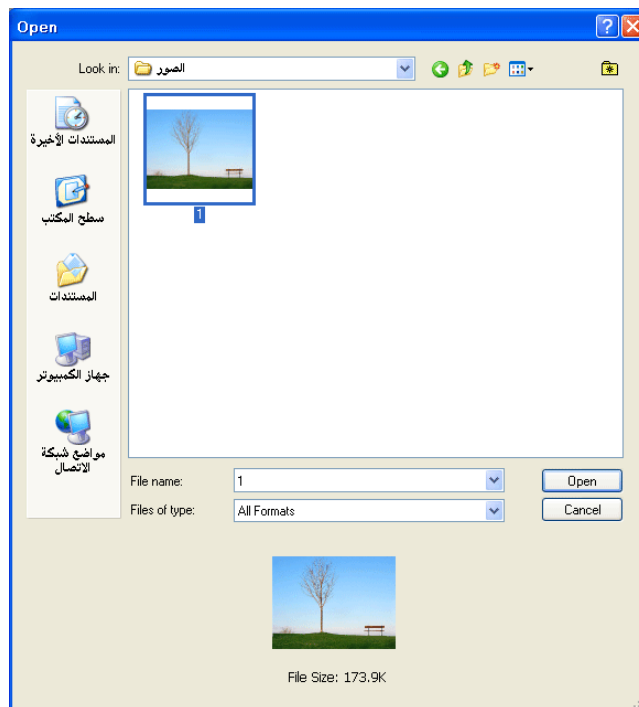 Open
Look in:
الصور
المستندات الأخيرة
سطح المكتب
المستندات
جهاز الكمبيوتر
مواضع شبكة
الاتصال
1
File name:
1
Open
Files of type:
All Formats
Cancel
File Size: 173.9K